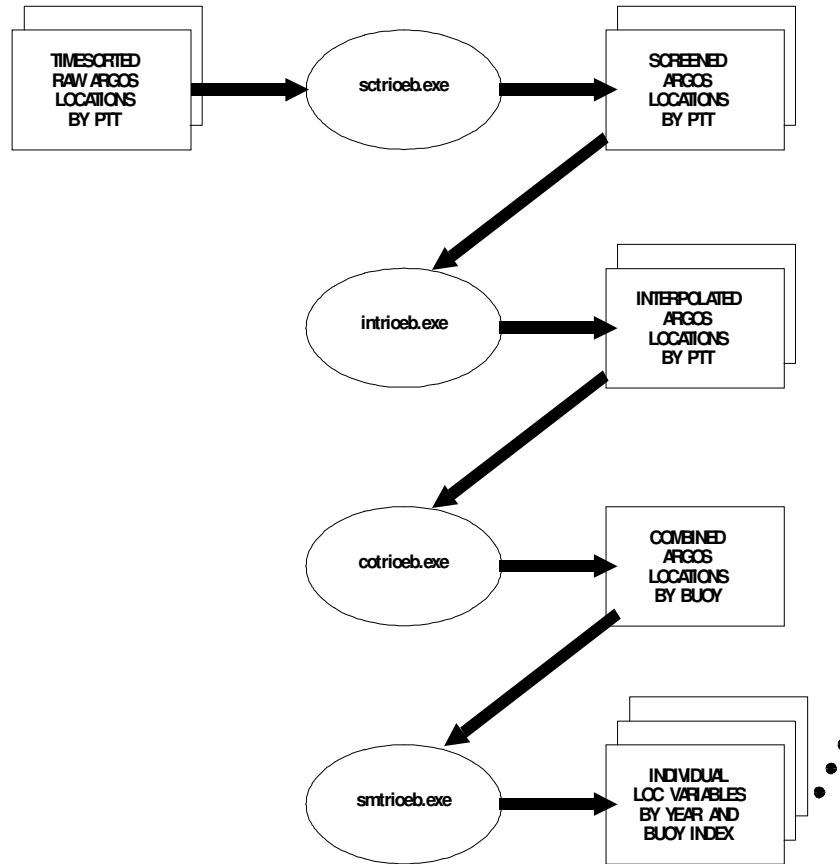 TIMESORTED
RAW ARGOS
LOCATIONS
BY PTT
sctrioeb.exe
SCREENED
ARGOS
LOCATIONS
BY PTT
intrioeb.exe
INTERPOLATED
ARGOS
LOCATIONS
BY PTT
cotrioeb.exe
COMBINED
ARGOS
LOCATIONS
BY BUOY
smtrioeb.exe
INDIVIDUAL
LOC VARIABLES
BY YEAR AND
BUOY INDEX